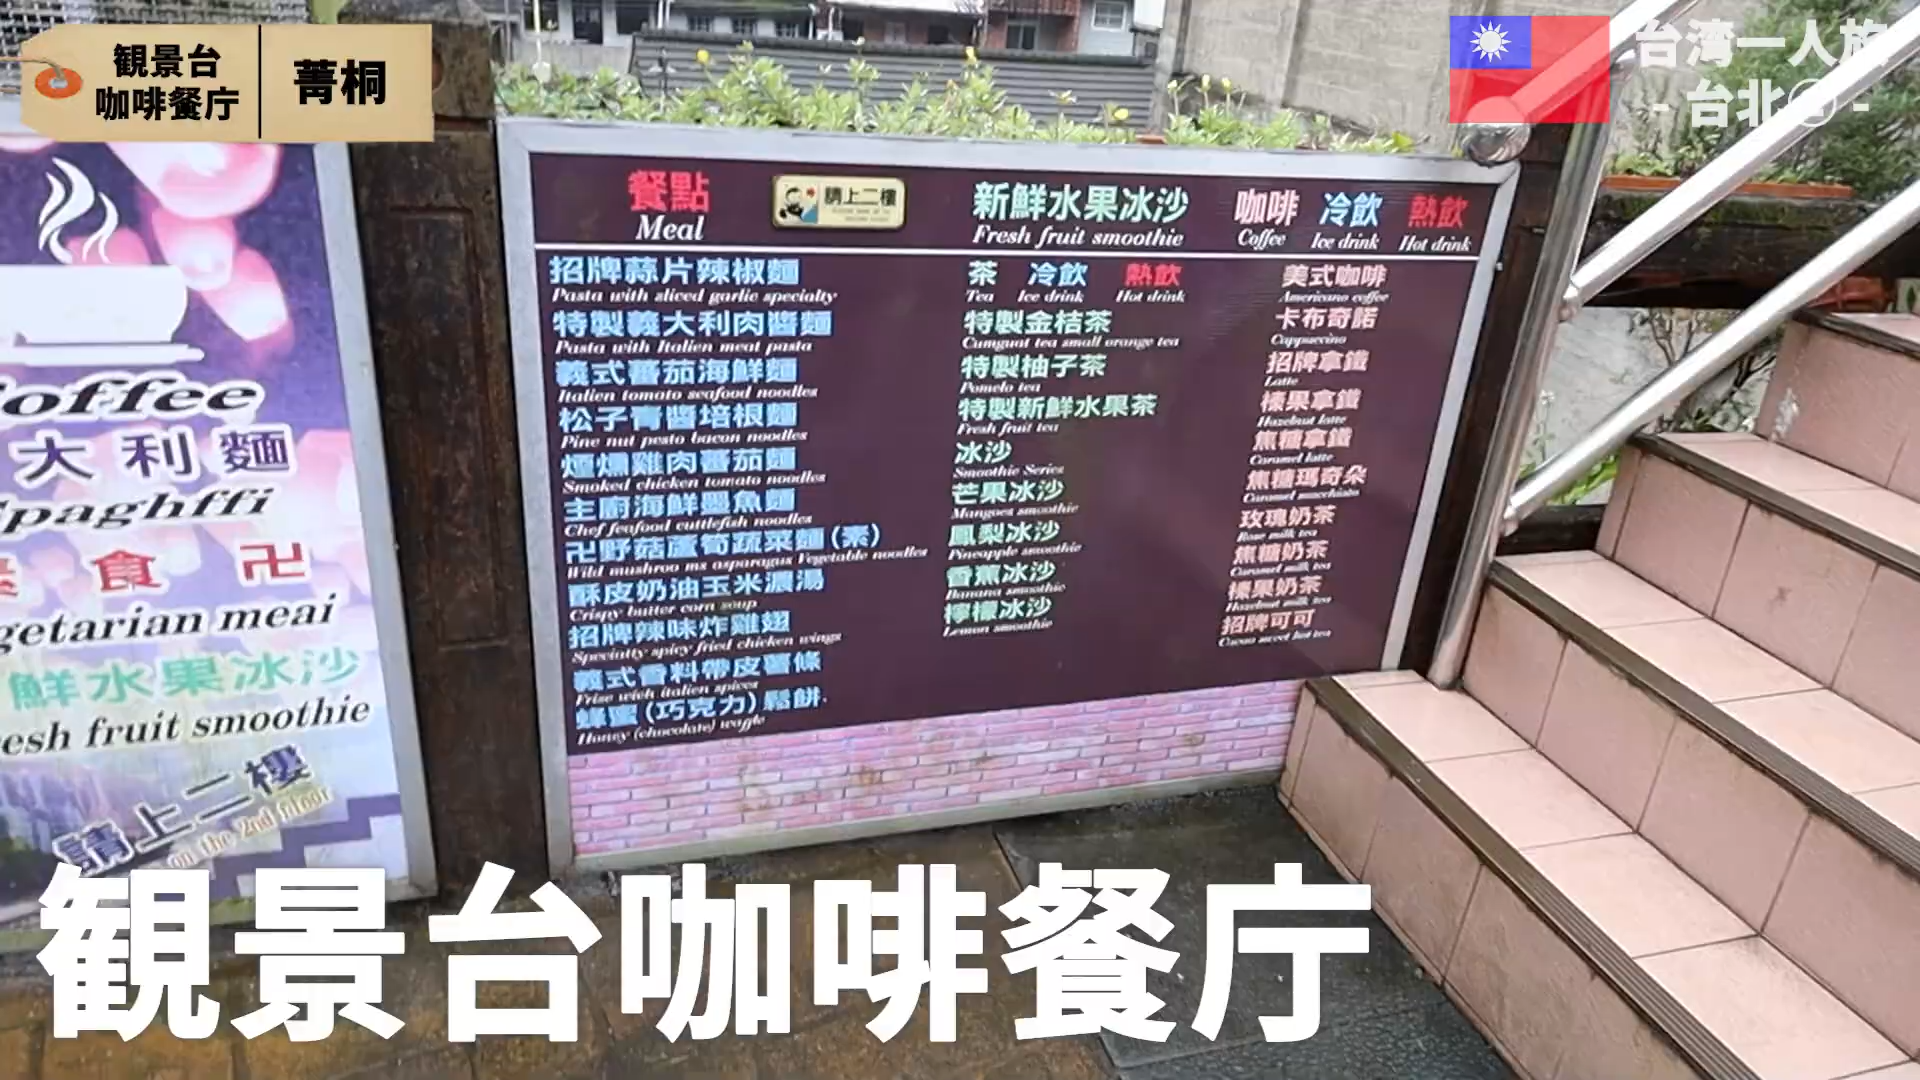 観景台
咖啡餐庁
菁桐
台湾一人旅
- 台北 -
Coffee
大利麵
Spaghffi
素食 卍
getarian meai
鮮水果冰沙
esh fruit smoothie
請上二樓
on the 2nd floor
餐點
Meal
請上二樓
新鮮水果冰沙
Fresh fruit smoothie
咖啡 冷飲 熱飲
Coffee Ice drink Hot drink
招牌蒜片辣椒麵
Pasta with sliced garlic specialty
特製義大利肉醬麵
Pasta with Italien meat pasta
義式蕃茄海鮮麵
Italien tomato seafood noodles
松子青醬培根麵
Pine nut pesto bacon noodles
煙燻雞肉蕃茄麵
Smoked chicken tomato noodles
主廚海鮮墨魚麵
Chef feafood cuttlefish noodles
卍野菇蘆筍蔬菜麵(素)
Wild mushroo ms asparagus Vegetable noodles
酥皮奶油玉米濃湯
Crispy butter corn soup
招牌辣味炸雞翅
Specialty spicy fried chicken wings
義式香料帶皮薯條
Frise wich italien spices
蜂蜜(巧克力)鬆餅
Honey (chocolate) waffle
茶 冷飲 熱飲
Tea Ice drink Hot drink
特製金桔茶
Cumguat tea small orange tea
特製柚子茶
Pomelo tea
特製新鮮水果茶
Fresh fruit tea
冰沙
Smoothie Series
芒果冰沙
Mangoes smoothie
鳳梨冰沙
Pineapple smoothie
香蕉冰沙
Banana smoothie
檸檬冰沙
Lemon smoothie
美式咖啡
Americano coffee
卡布奇諾
Cappuccino
招牌拿鐵
Latte
榛果拿鐵
Hazelnut latte
焦糖拿鐵
Caramel latte
焦糖瑪奇朵
Caramel macchiato
玫瑰奶茶
Rose milk tea
焦糖奶茶
Caramel milk tea
榛果奶茶
Hazelnut milk tea
招牌可可
Cacao sweet hot tea
観景台咖啡餐庁